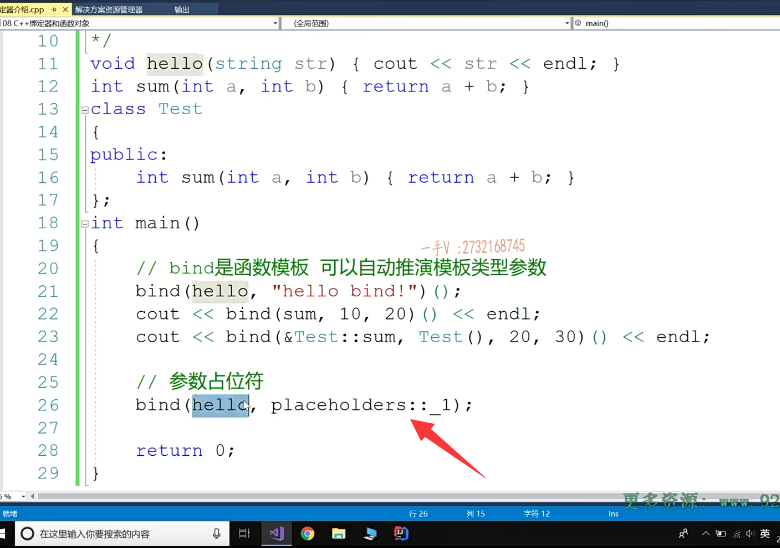 定器介绍.cpp 解决方案资源管理器 输出
08 C++绑定器和函数对象 (全局范围) main()
10 */
11 void hello(string str) { cout << str << endl; }
12 int sum(int a, int b) { return a + b; }
13 class Test
14 {
15 public:
16 int sum(int a, int b) { return a + b; }
17 };
18 int main()
19 {
一手V :2732168745
20 // bind是函数模板 可以自动推演模板类型参数
21 bind(hello, "hello bind!")();
22 cout << bind(sum, 10, 20)() << endl;
23 cout << bind(&Test::sum, Test(), 20, 30)() << endl;
24
25 // 参数占位符
26 bind(hello, placeholders::_1);
27
28 return 0;
29 }
更多资源: www.92
就绪 行 26 列 15 字符 12 Ins
在这里输入你要搜索的内容 英